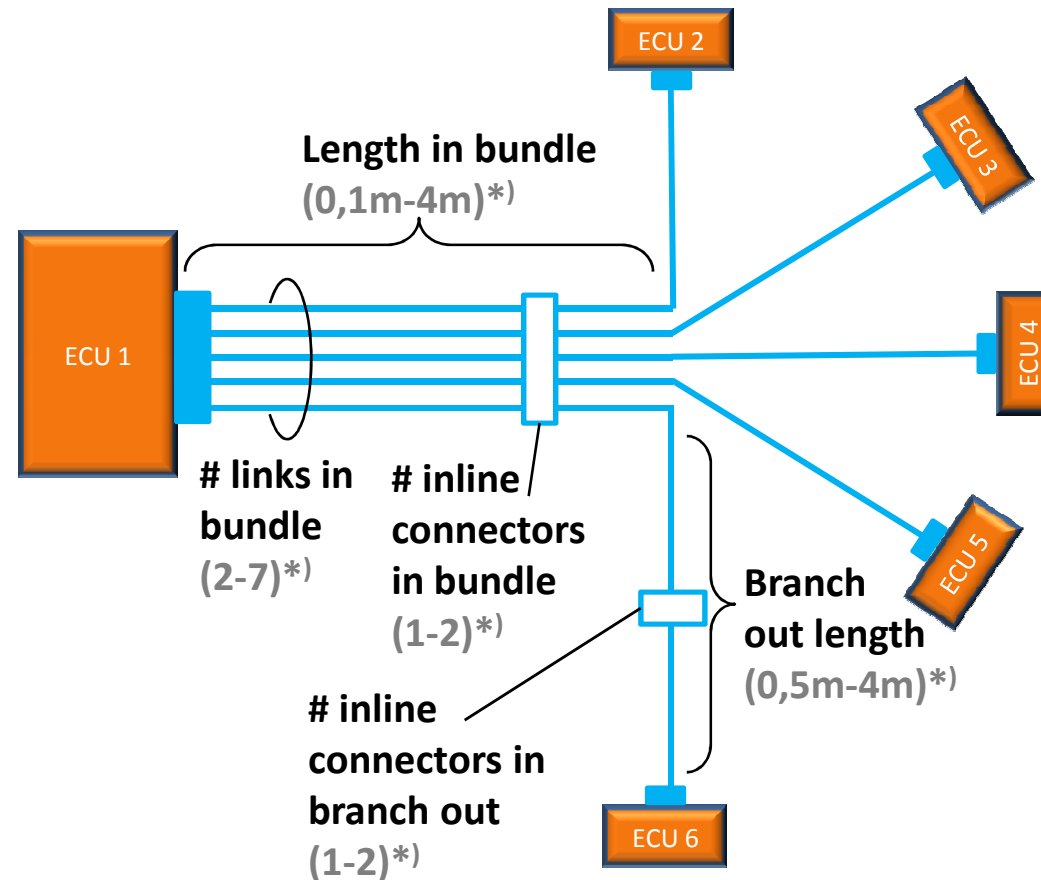 ECU 2
ECU 3
Length in bundle
(0,1m-4m)*)
ECU 1
ECU 4
# links in
bundle
(2-7)*)
# inline
connectors
in bundle
(1-2)*)
ECU 5
Branch
out length
(0,5m-4m)*)
# inline
connectors in
branch out
(1-2)*)
ECU 6